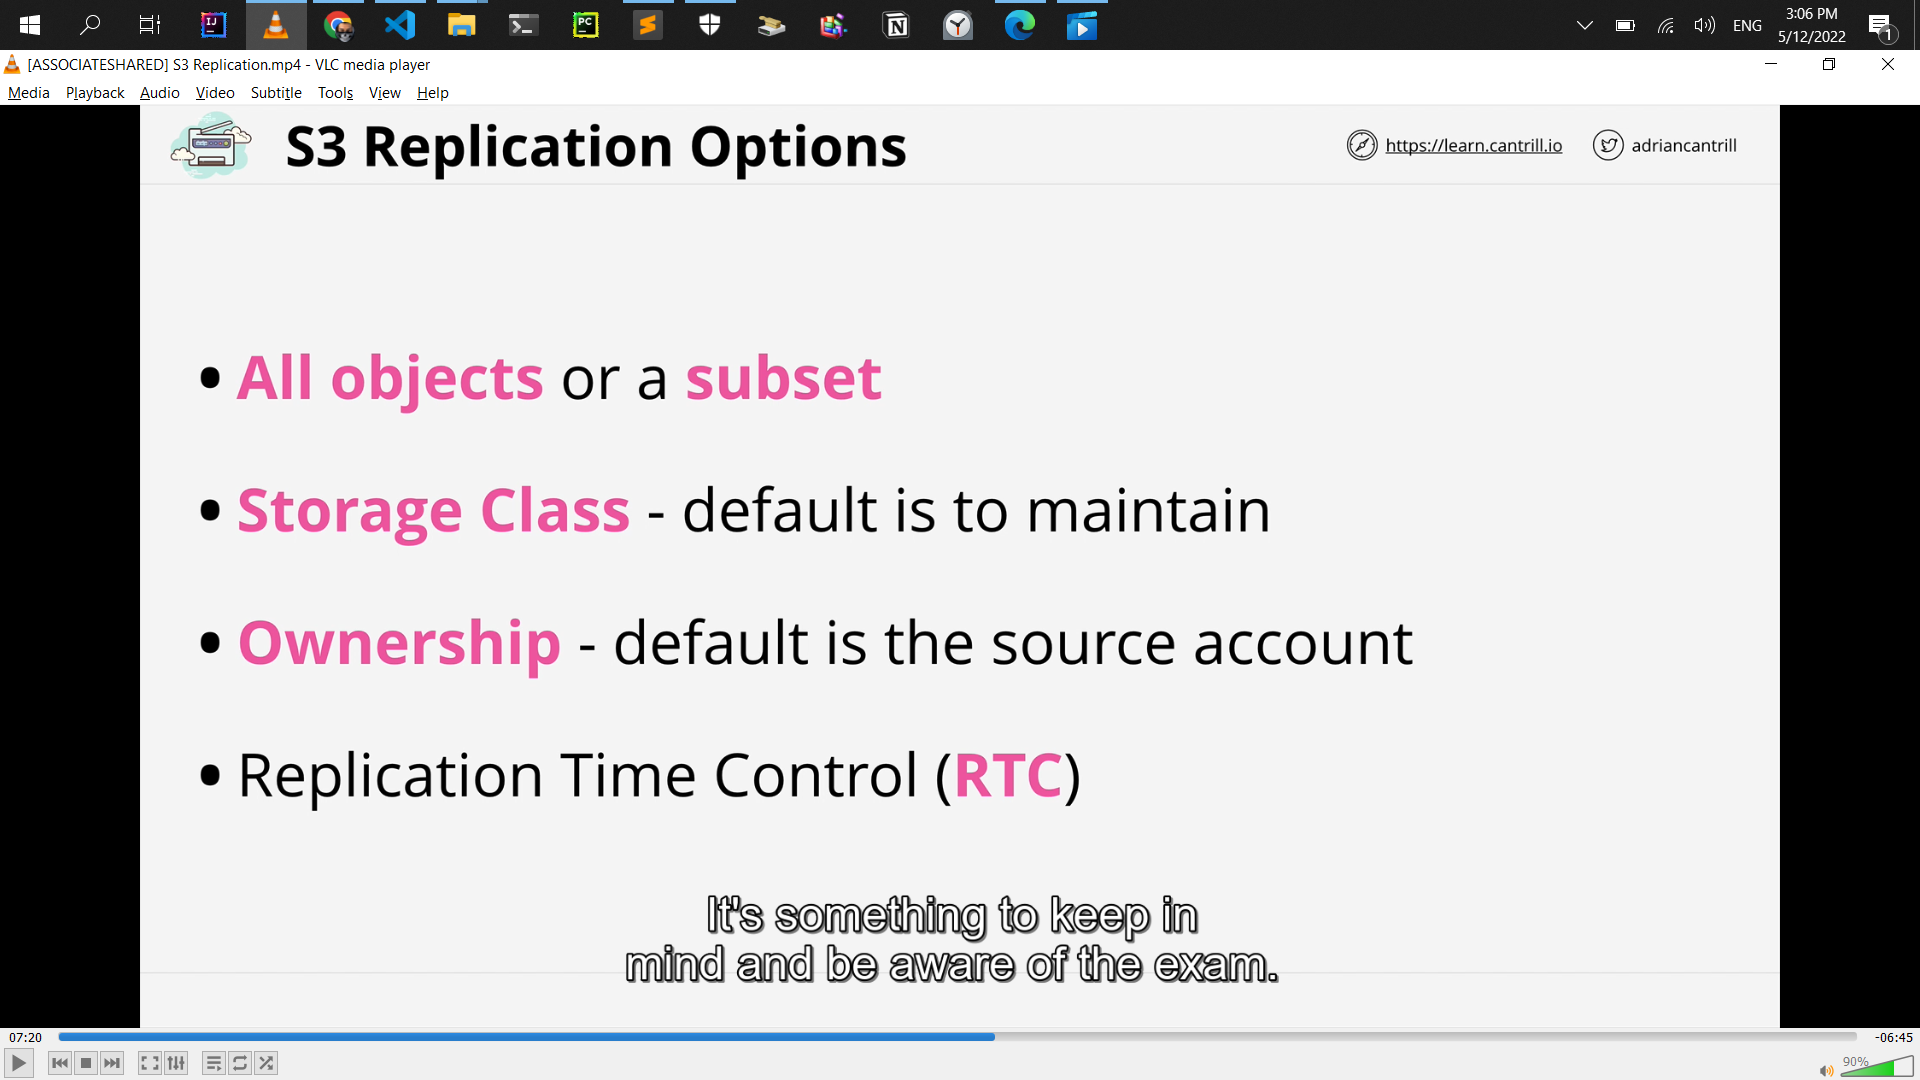 IJ
PC
N
ENG
3:06 PM
5/12/2022
1
[ASSOCIATESHARED] S3 Replication.mp4 - VLC media player
Media Playback Audio Video Subtitle Tools View Help
S3 Replication Options
https://learn.cantrill.io
adriancantrill
• All objects or a subset
• Storage Class - default is to maintain
• Ownership - default is the source account
• Replication Time Control (RTC)
It's something to keep in
mind and be aware of the exam.
07:20
-06:45
90%